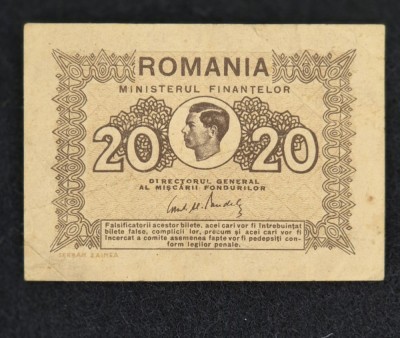 ROMANIA
MINISTERUL FINANȚELOR
20 20
DIRECTORUL GENERAL
AL MIȘCĂRII FONDURILOR
Falsificatorii acestor bilete, acei cari vor fi întrebuințat
bilete false, complicii lor, precum și acei cari vor fi
încercat a comite asemenea fapte vor fi pedepsiți con-
form legilor penale.